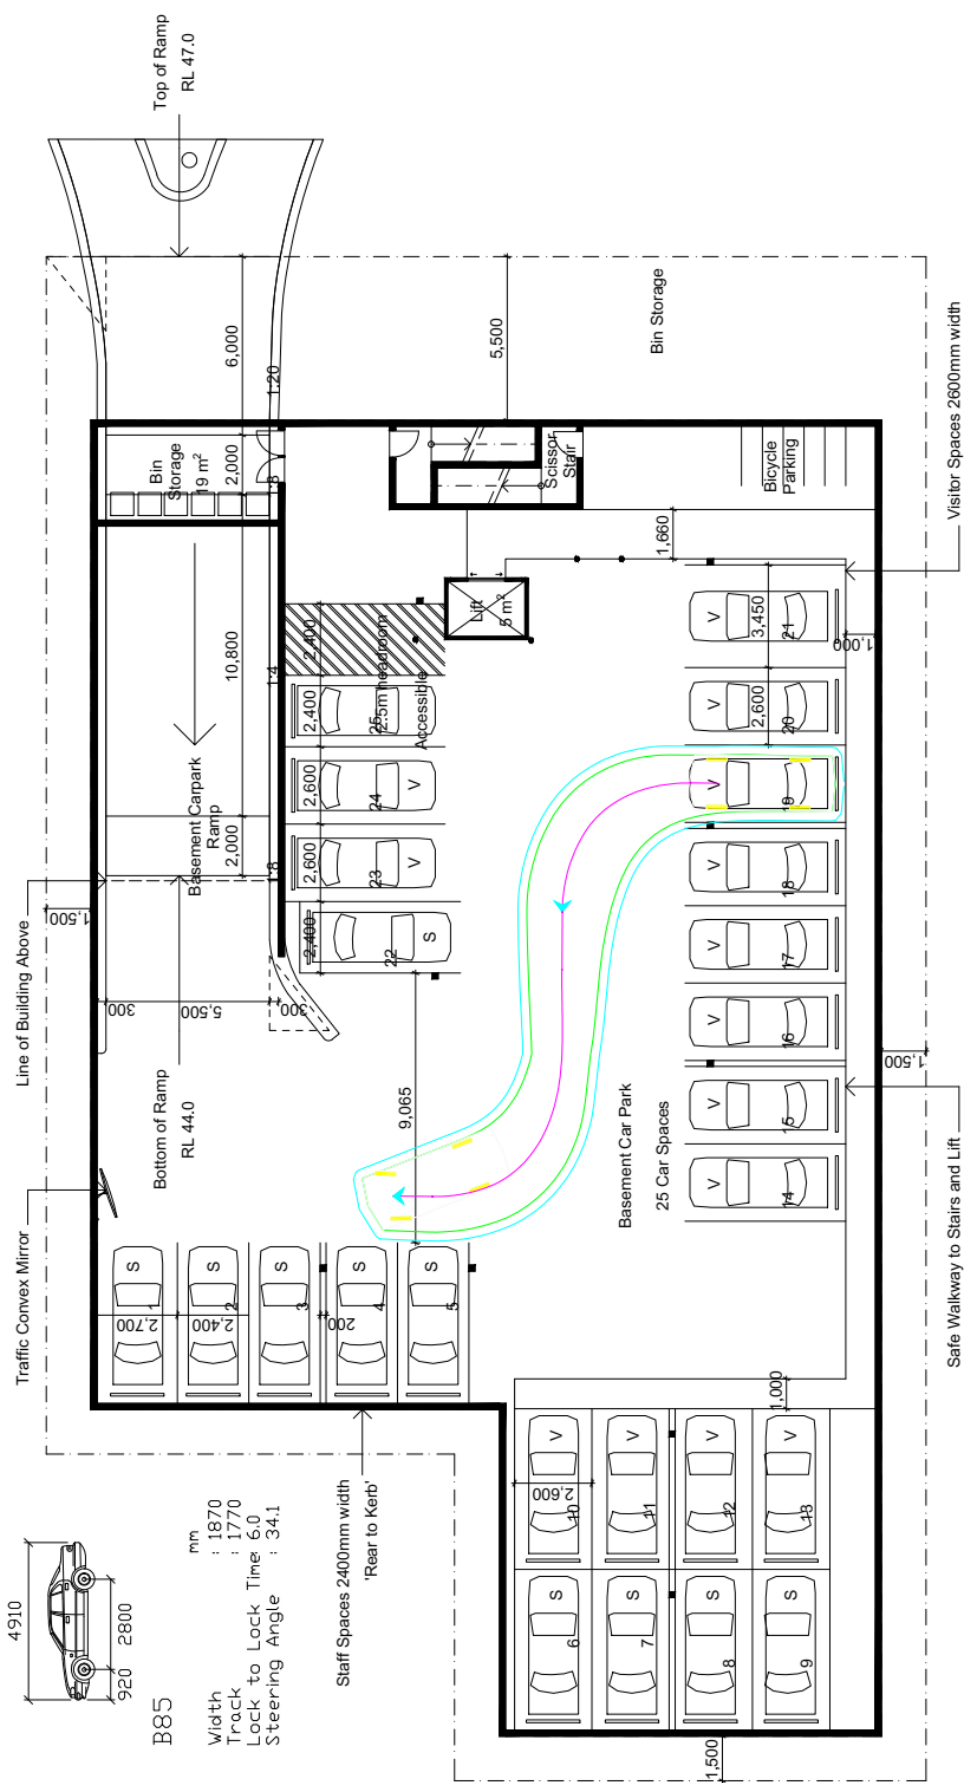 Top of Ramp
RL 47.0
6,000
5,500
Bin Storage
1:20
Bin
Storage
19 m²
2,000
1:8
Scissor
Stair
Bicycle
Parking
Visitor Spaces 2600mm width
1,660
Lift
5 m²
10,800
1:4
2,400
2.5m headroom
Accessible
2,400
25
2,600
24
V
2,600
23
V
2,400
22
S
3,450
V
21
1,000
2,600
V
20
V
19
V
18
V
17
V
16
V
15
V
14
Basement Carpark
Ramp
2,000
1:8
Line of Building Above
1,500
300
5,500
300
1,500
Bottom of Ramp
RL 44.0
9,065
Basement Car Park
25 Car Spaces
Traffic Convex Mirror
Safe Walkway to Stairs and Lift
S
1
S
2
S
3
S
4
S
5
2,700
2,400
200
1,000
Staff Spaces 2400mm width
'Rear to Kerb'
2,600
V
10
V
11
V
12
V
13
S
6
S
7
S
8
S
9
1,500
4910
920
2800
B85
mm
Width : 1870
Track : 1770
Lock to Lock Time: 6.0
Steering Angle : 34.1